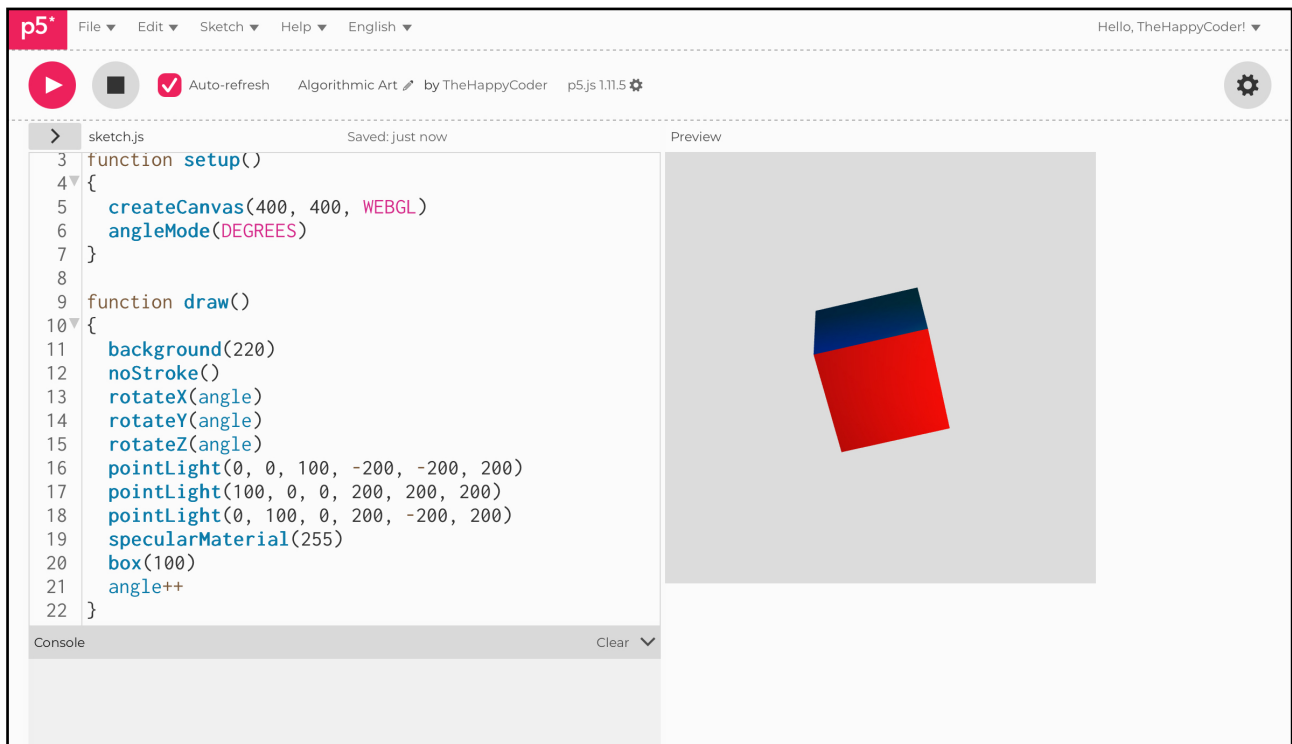 p5* File Edit Sketch Help English Hello, TheHappyCoder!
Auto-refresh Algorithmic Art by TheHappyCoder p5.js 1.11.5
sketch.js Saved: just now Preview
3 function setup()
4 {
5 createCanvas(400, 400, WEBGL)
6 angleMode(DEGREES)
7 }
8
9 function draw()
10 {
11 background(220)
12 noStroke()
13 rotateX(angle)
14 rotateY(angle)
15 rotateZ(angle)
16 pointLight(0, 0, 100, -200, -200, 200)
17 pointLight(100, 0, 0, 200, 200, 200)
18 pointLight(0, 100, 0, 200, -200, 200)
19 specularMaterial(255)
20 box(100)
21 angle++
22 }
Console Clear